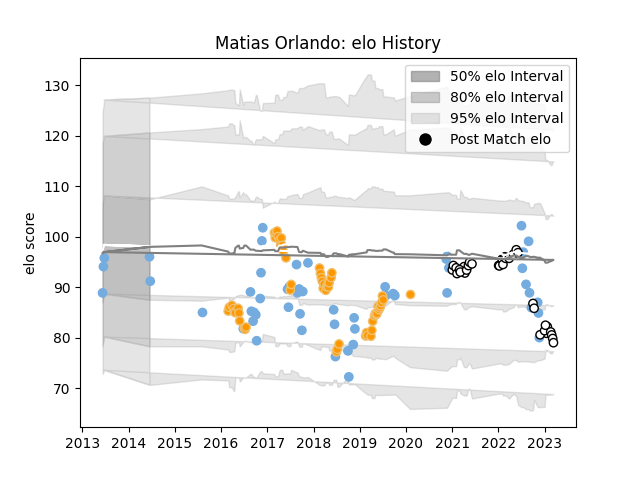 Matias Orlando: elo History
50% elo Interval
80% elo Interval
95% elo Interval
Post Match elo
elo score
130
120
110
100
90
80
70
2013 2014 2015 2016 2017 2018 2019 2020 2021 2022 2023